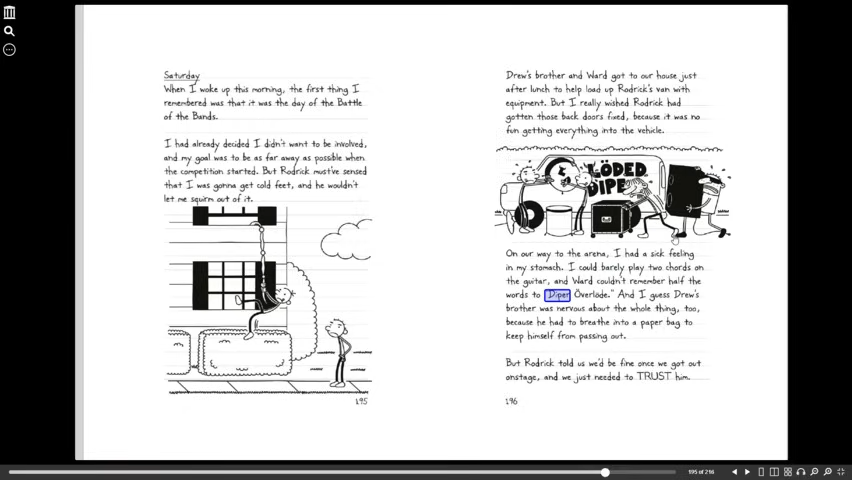 Saturday
When I woke up this morning, the first thing I
remembered was that it was the day of the Battle
of the Bands.
I had already decided I didn't want to be involved,
and my goal was to be as far away as possible when
the competition started. But Rodrick must've sensed
that I was gonna get cold feet, and he wouldn't
let me squirm out of it.
195
Drew's brother and Ward got to our house just
after lunch to help load up Rodrick's van with
equipment. But I really wished Rodrick had
gotten those back doors fixed, because it was no
fun getting everything into the vehicle.
LÖDED
DIPE
On our way to the arena, I had a sick feeling
in my stomach. I could barely play two chords on
the guitar, and Ward couldn't remember half the
words to "Diper Överlöde." And I guess Drew's
brother was nervous about the whole thing, too,
because he had to breathe into a paper bag to
keep himself from passing out.
But Rodrick told us we'd be fine once we got out
onstage, and we just needed to TRUST him.
196
195 of 216